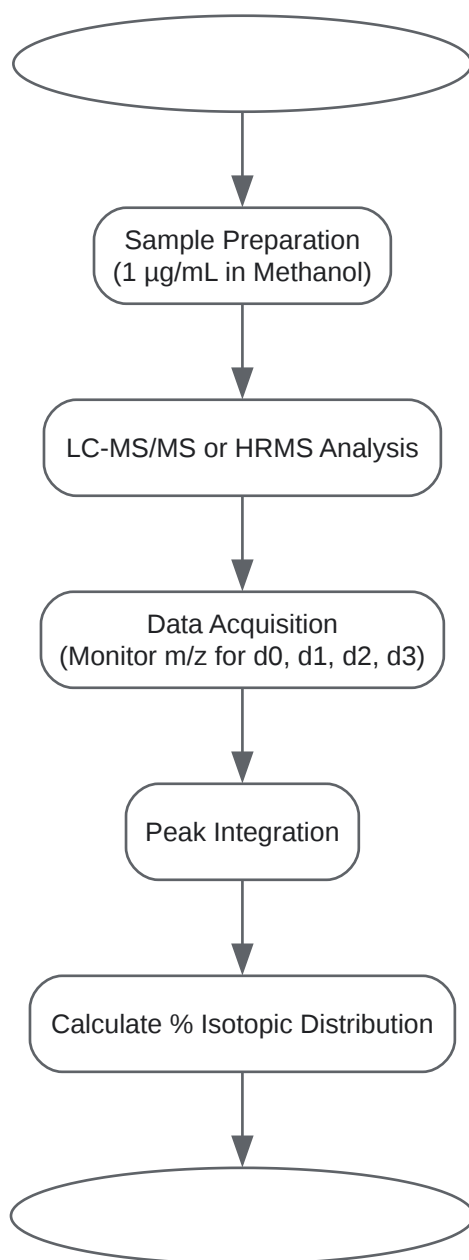 Sample Preparation
(1 µg/mL in Methanol)
LC-MS/MS or HRMS Analysis
Data Acquisition
(Monitor m/z for d0, d1, d2, d3)
Peak Integration
Calculate % Isotopic Distribution